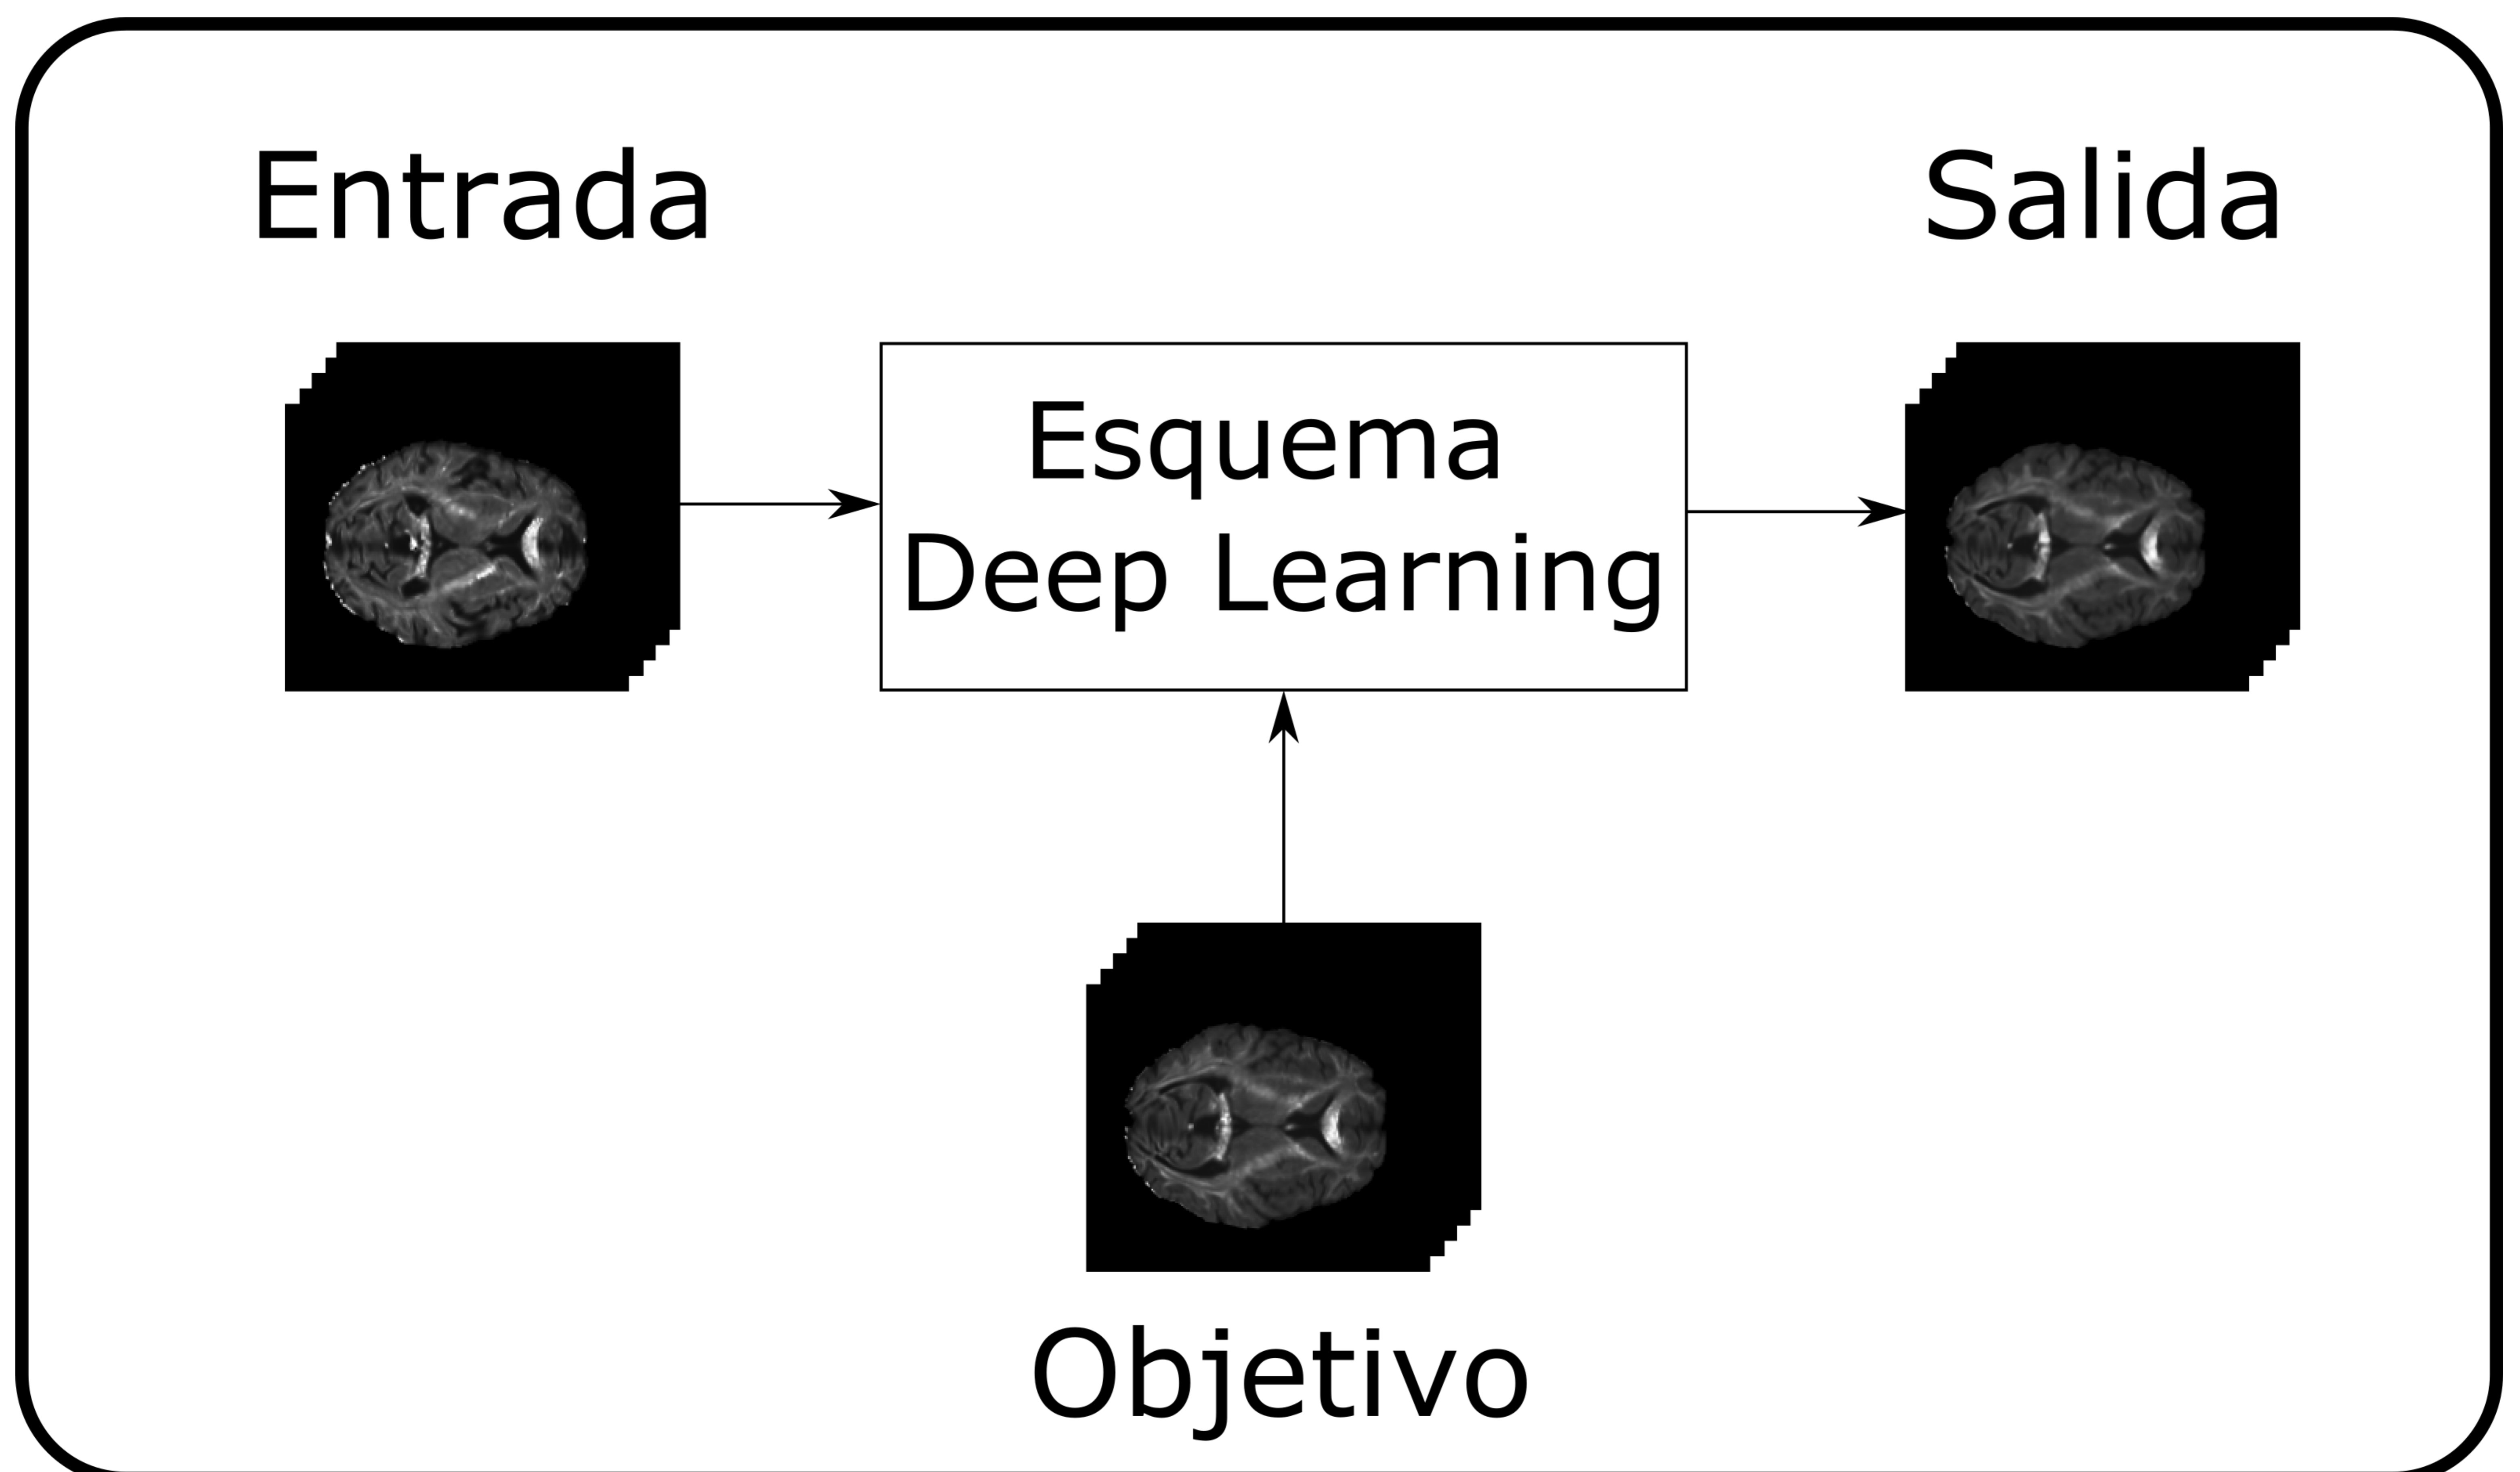 Entrada
Salida
Esquema
Deep Learning
Objetivo